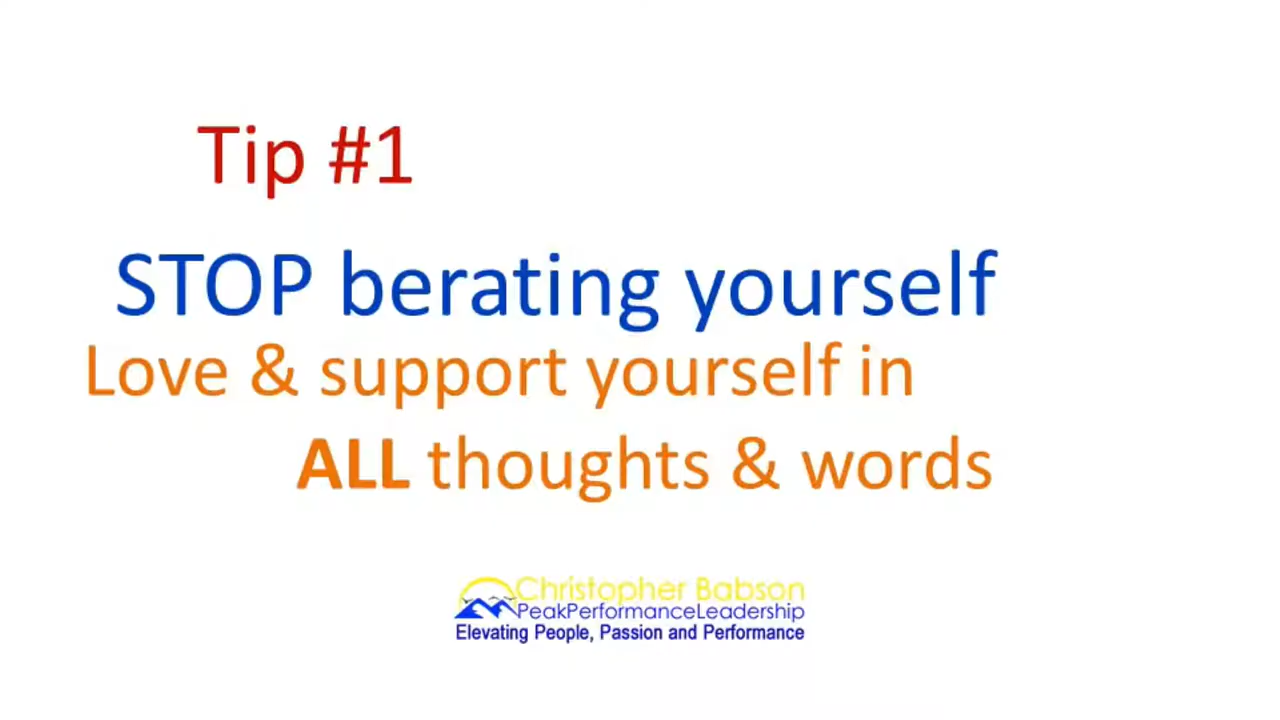 Tip #1
STOP berating yourself
Love & support yourself in
ALL thoughts & words
Christopher Babson
PeakPerformanceLeadership
Elevating People, Passion and Performance